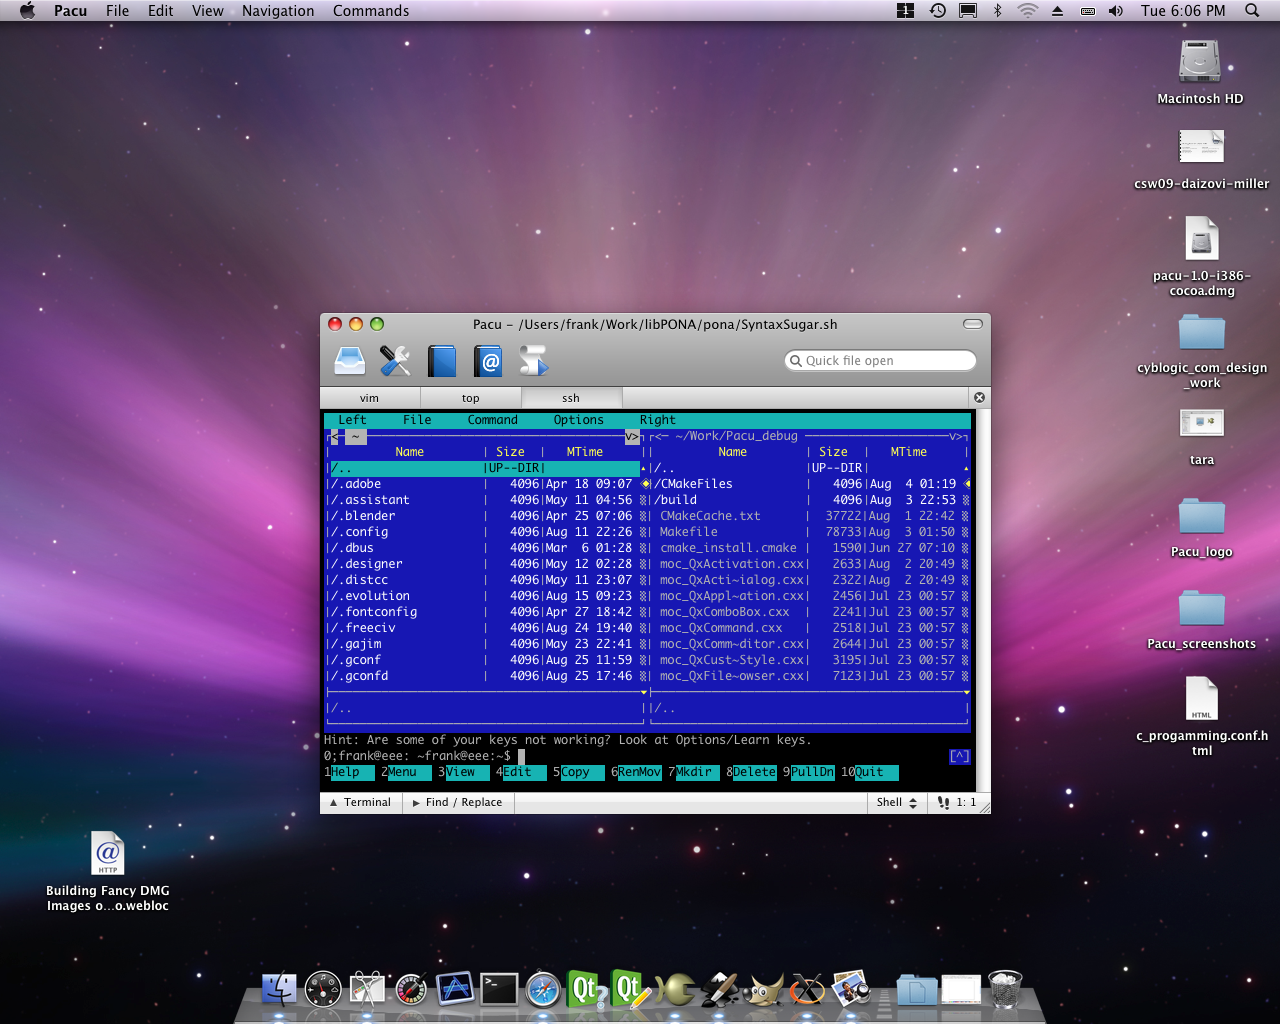 Pacu File Edit View Navigation Commands 1 Tue 6:06 PM
Macintosh HD
csw09-daizovi-miller
pacu-1.0-i386-
cocoa.dmg
cyblogic_com_design
_work
tara
Pacu_logo
Pacu_screenshots
HTML
c_progamming.conf.h
tml
@
HTTP
Building Fancy DMG
Images o...o.webloc
Pacu – /Users/frank/Work/libPONA/pona/SyntaxSugar.sh
@ Quick file open
vim top ssh
Left File Command Options Right
<─ ~ ─v> <─ ~/Work/Pacu_debug ─v>
| Name | Size | MTime || Name | Size | MTime |
|/.. |UP--DIR| |/.. |UP--DIR|
|/.adobe | 4096|Apr 18 09:07 |/CMakeFiles | 4096|Aug 4 01:19
|/.assistant | 4096|May 11 04:56 |/build | 4096|Aug 3 22:53
|/.blender | 4096|Apr 25 07:06 | CMakeCache.txt | 37722|Aug 1 22:42
|/.config | 4096|Aug 11 22:26 | Makefile | 78733|Aug 3 01:50
|/.dbus | 4096|Mar 6 01:28 | cmake_install.cmake | 1590|Jun 27 07:10
|/.designer | 4096|May 12 02:28 | moc_QxActivation.cxx| 2633|Aug 2 20:49
|/.distcc | 4096|May 11 23:07 | moc_QxActi~ialog.cxx| 2322|Aug 2 20:49
|/.evolution | 4096|Aug 15 09:23 | moc_QxAppl~ation.cxx| 2456|Jul 23 00:57
|/.fontconfig | 4096|Apr 27 18:42 | moc_QxComboBox.cxx | 2241|Jul 23 00:57
|/.freeciv | 4096|Aug 24 19:40 | moc_QxCommand.cxx | 2518|Jul 23 00:57
|/.gajim | 4096|May 23 22:41 | moc_QxComm~ditor.cxx| 2644|Jul 23 00:57
|/.gconf | 4096|Aug 25 11:59 | moc_QxCust~Style.cxx| 3195|Jul 23 00:57
|/.gconfd | 4096|Aug 25 17:46 | moc_QxFile~owser.cxx| 7123|Jul 23 00:57
|/.. ||/.. |
Hint: Are some of your keys not working? Look at Options/Learn keys.
0;frank@eee: ~frank@eee:~$ [^]
1Help 2Menu 3View 4Edit 5Copy 6RenMov 7Mkdir 8Delete 9PullDn 10Quit
▲ Terminal ▶ Find / Replace Shell 1: 1
>_ Qt ? Qt